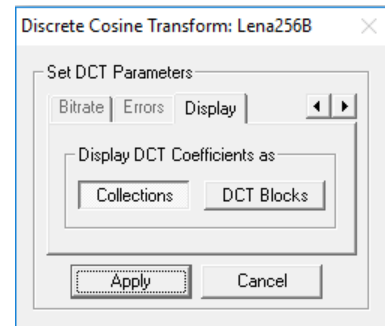 Discrete Cosine Transform: Lena256B
Set DCT Parameters
Bitrate Errors Display
Display DCT Coefficients as
Collections DCT Blocks
Apply Cancel